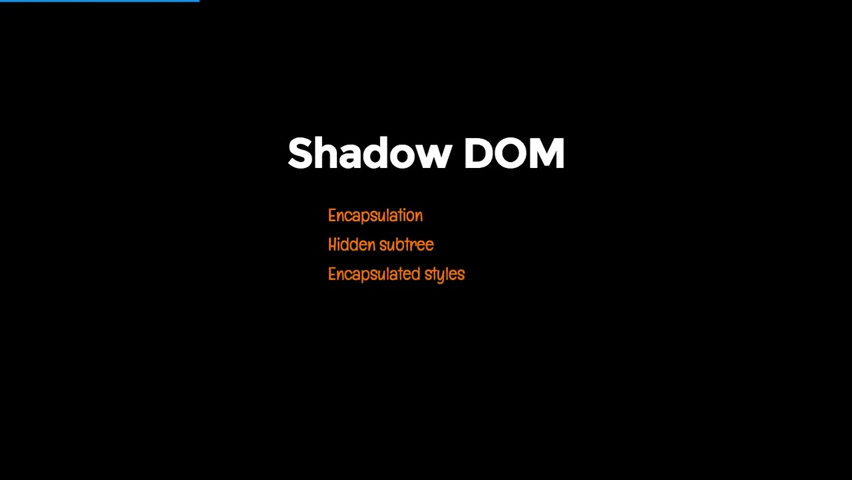 Shadow DOM
Encapsulation
Hidden subtree
Encapsulated styles